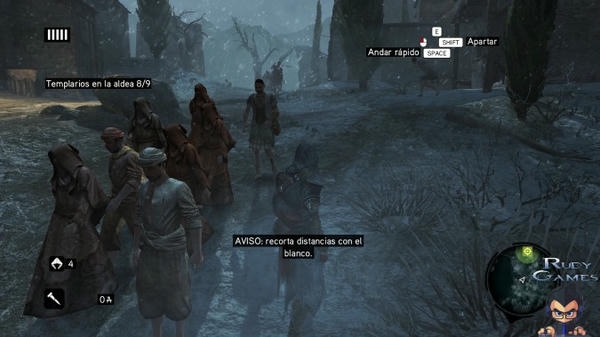 E
SHIFT Apartar
Andar rápido SPACE
Templarios en la aldea 8/9
AVISO: recorta distancias con el
blanco.
4
0
RUBY
GAMES